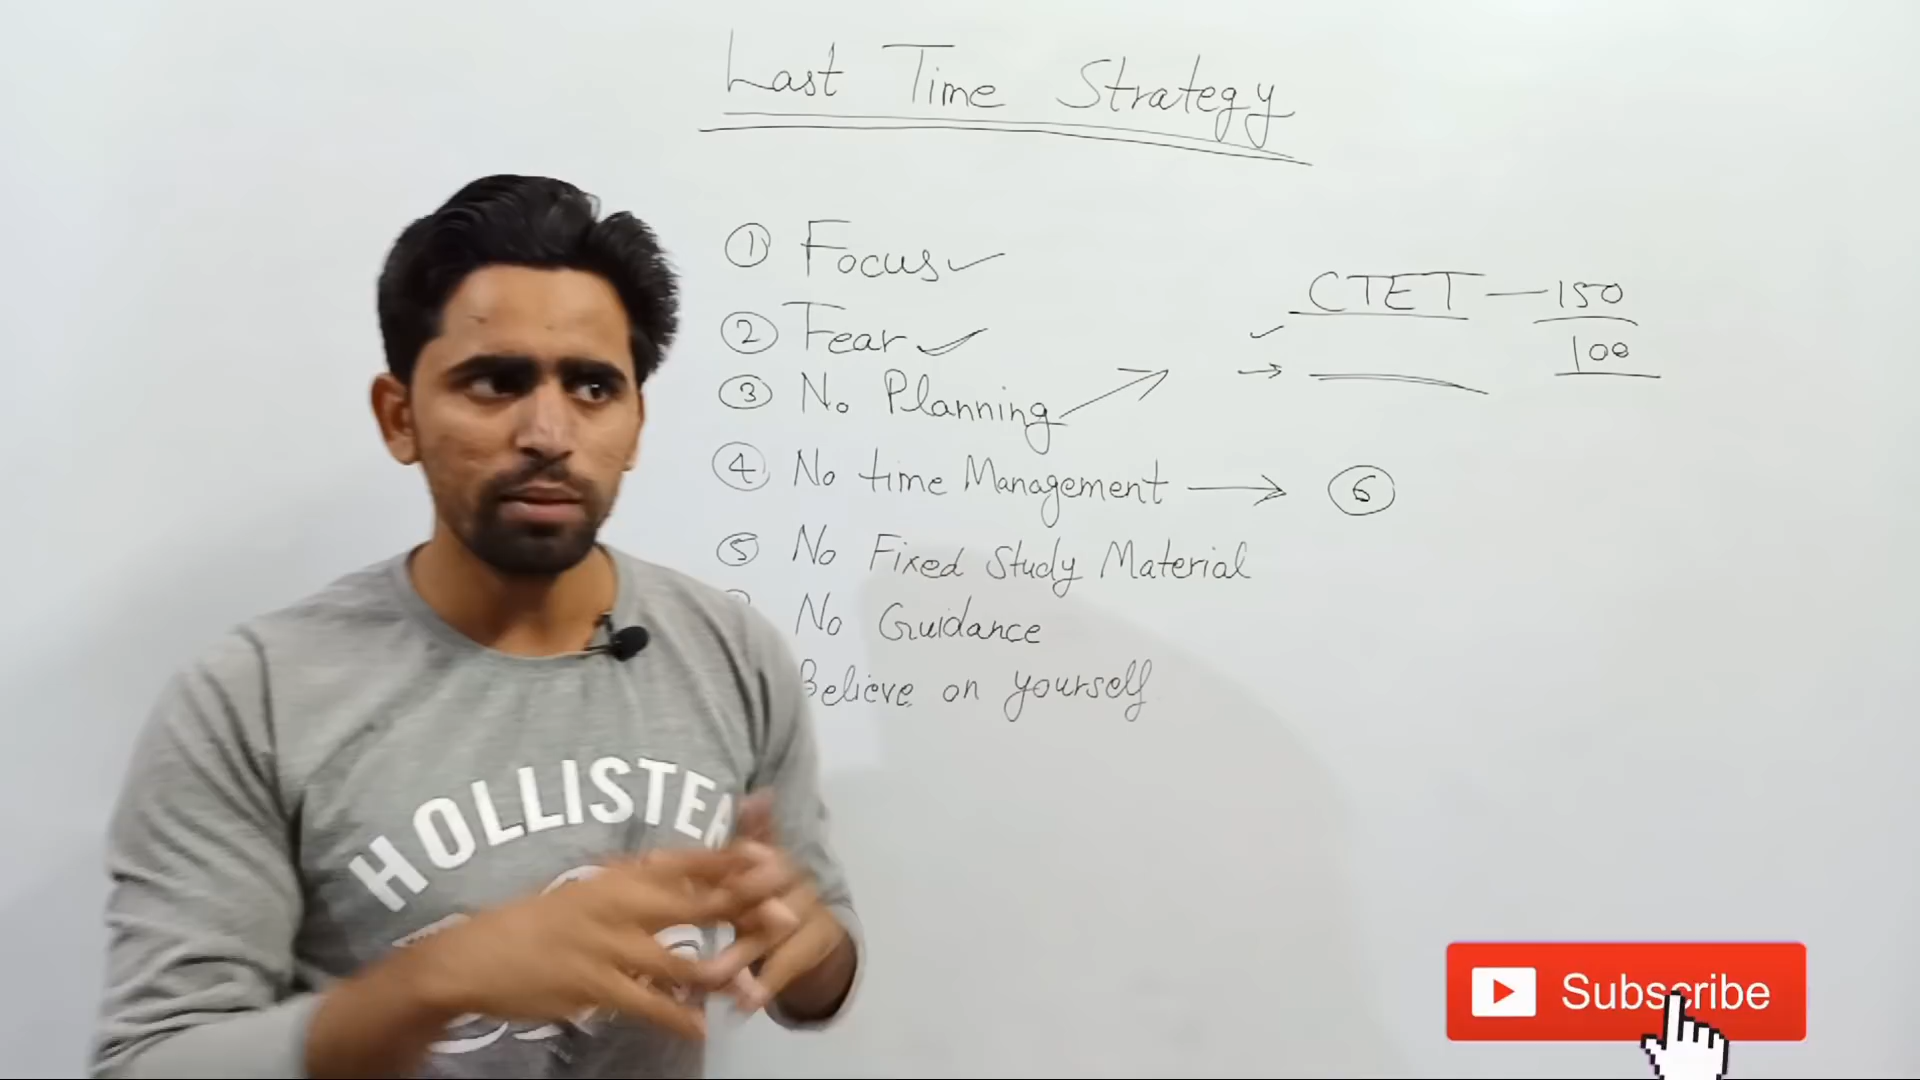 Last Time Strategy
① Focus ✓
② Fear ✓
③ No Planning
④ No time Management → ⑥
⑤ No Fixed Study Material
No Guidance
Believe on yourself
CTET — 150
100
HOLLISTER
Subscribe